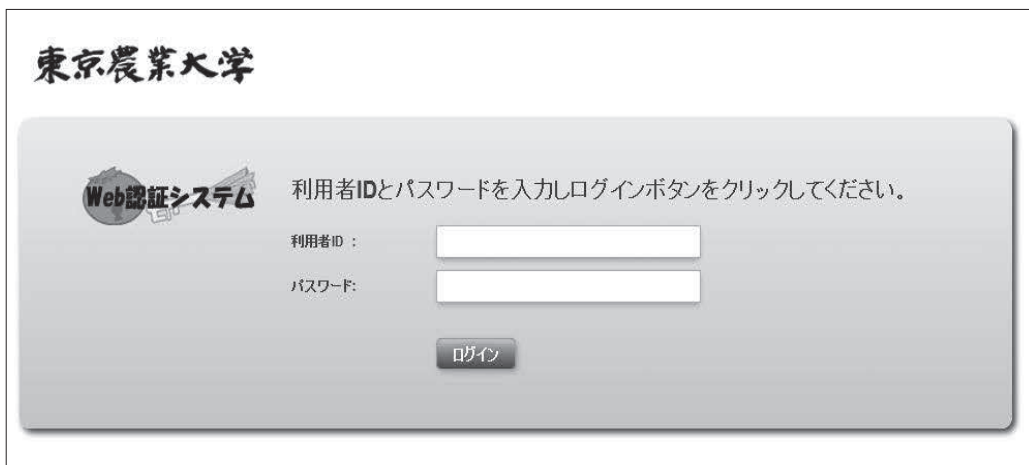 東京農業大学
Web認証システム
利用者IDとパスワードを入力しログインボタンをクリックしてください。
利用者ID :
パスワード:
ログイン